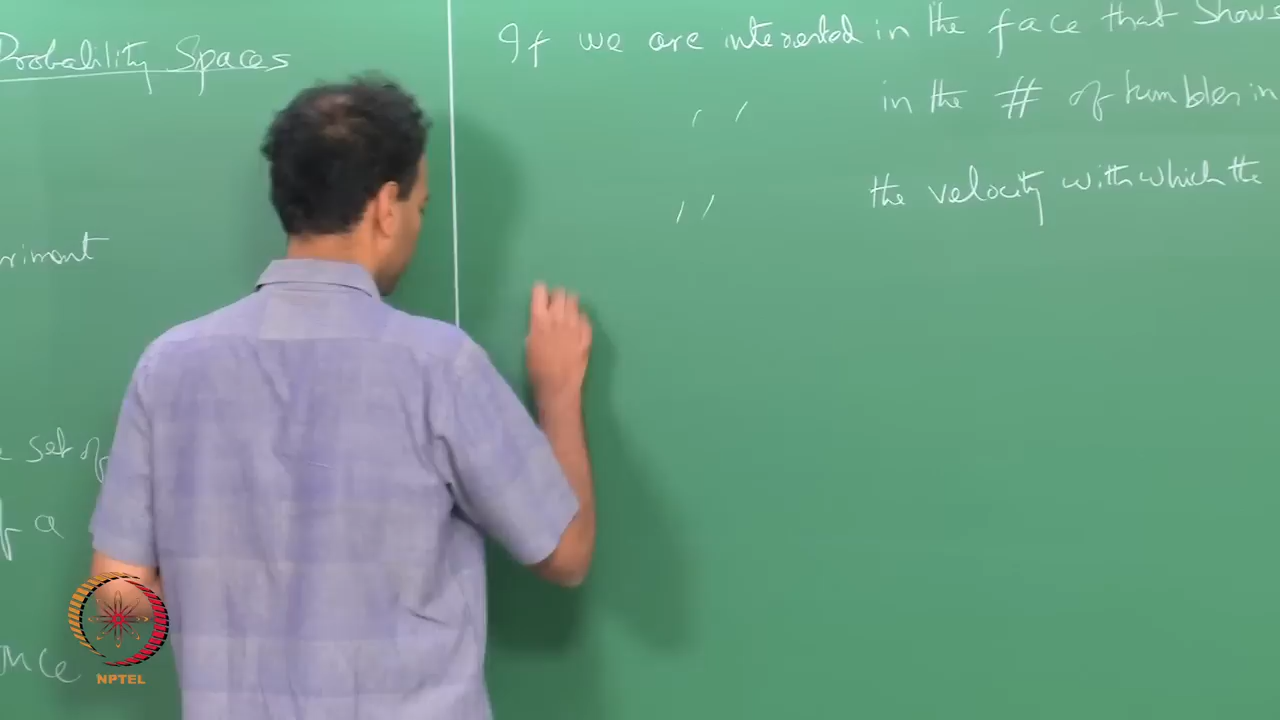 Probability Spaces
riment
set of
f a
nce
If we are interested in the face that shows
" in the # of tumbles in
" the velocity with which the
NPTEL